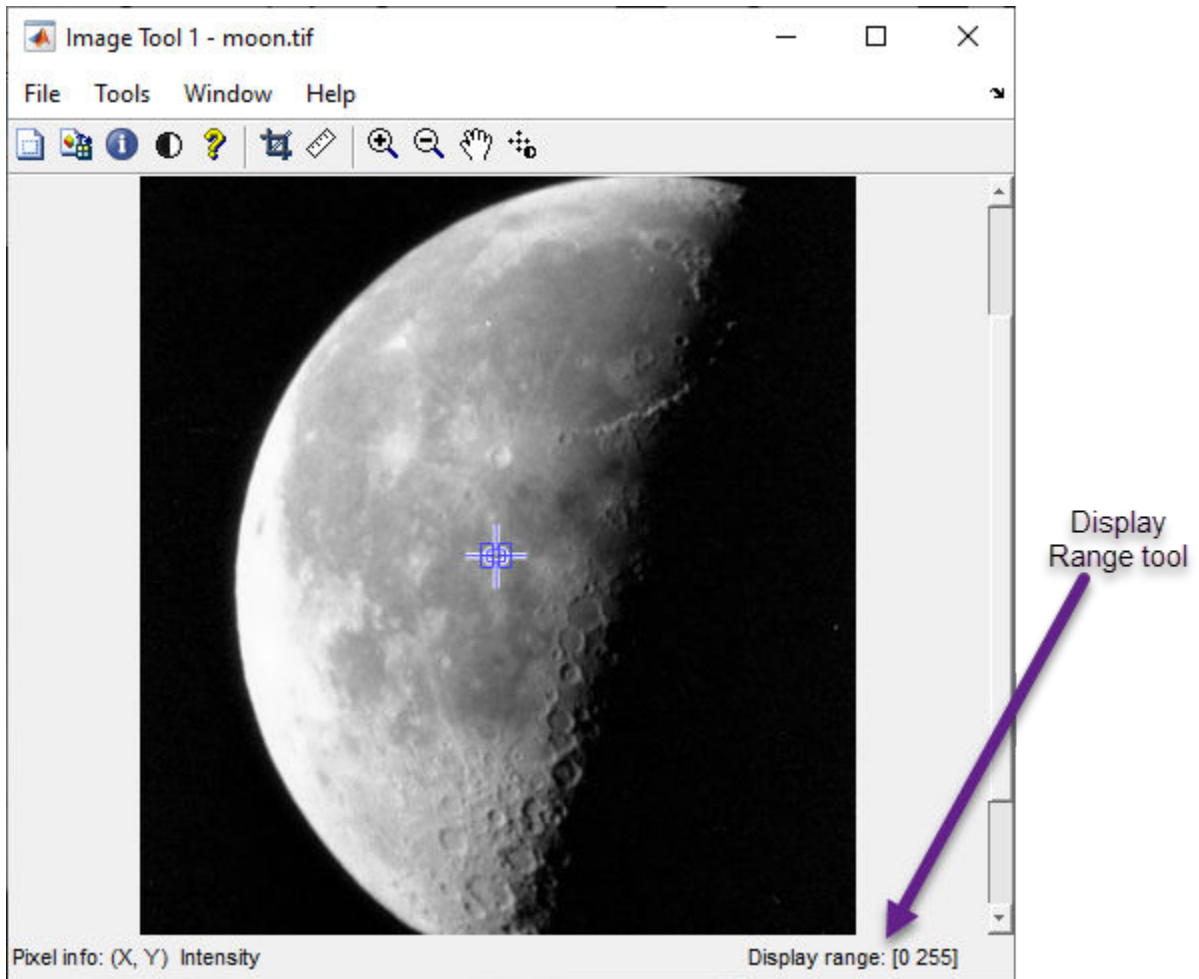 Image Tool 1 - moon.tif
File Tools Window Help
Display
Range tool
Pixel info: (X, Y) Intensity
Display range: [0 255]